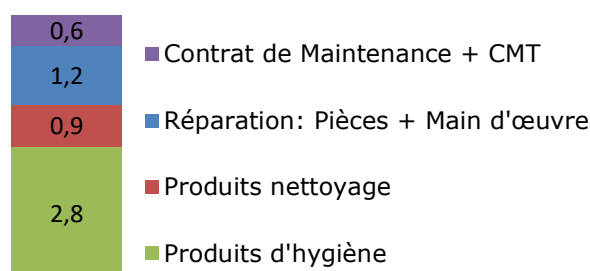 0,6
1,2
0,9
2,8
Contrat de Maintenance + CMT
Réparation: Pièces + Main d'œuvre
Produits nettoyage
Produits d'hygiène